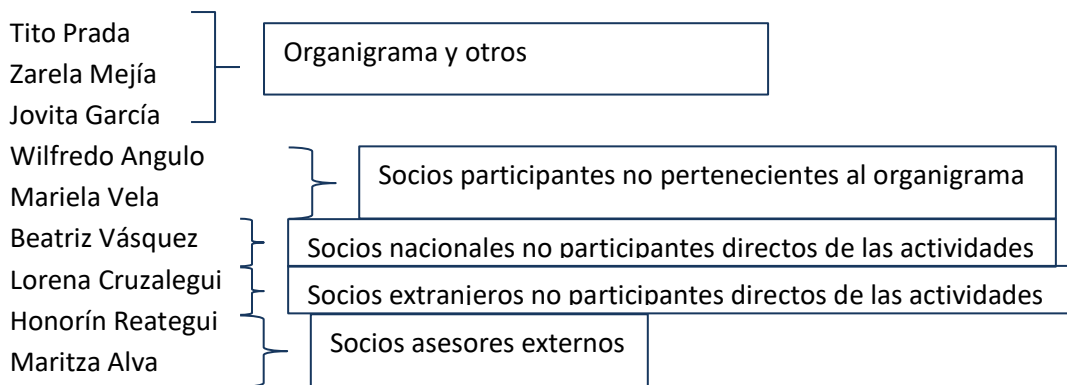 Tito Prada
Organigrama y otros
Zarela Mejía
Jovita García
Wilfredo Angulo
Socios participantes no pertenecientes al organigrama
Mariela Vela
Beatriz Vásquez
Socios nacionales no participantes directos de las actividades
Lorena Cruzalegui
Socios extranjeros no participantes directos de las actividades
Honorín Reategui
Socios asesores externos
Maritza Alva